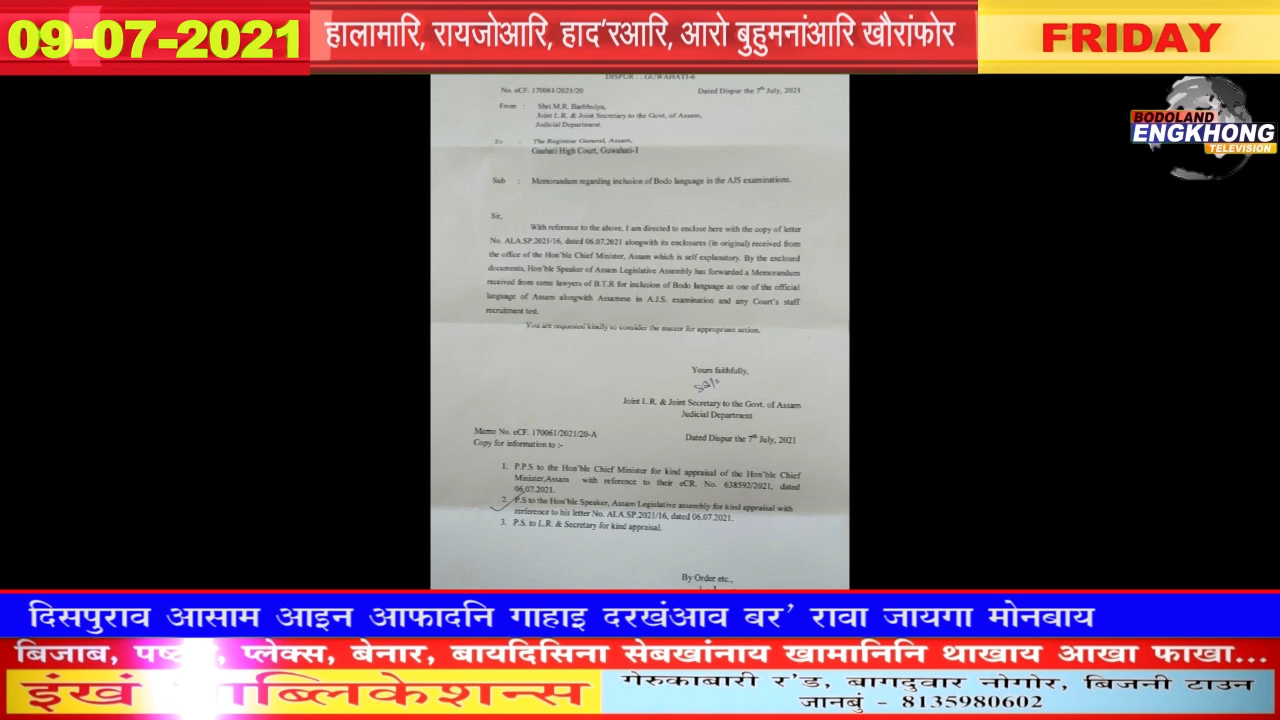 09-07-2021
हालामारि, रायजोआरि, हाद'रआरि, आरो बुहुमनांआरि खौरांफोर
FRIDAY
BODOLAND
ENGKHONG
TELEVISION
DISPUR : : GUWAHATI-6
No. eCF. 170061/2021/20 Dated Dispur the 7th July, 2021
From : Shri M.R. Barbhuiya,
Joint L.R. & Joint Secretary to the Govt. of Assam,
Judicial Department.
To : The Registrar General, Assam,
Gauhati High Court, Guwahati-1
Sub : Memorandum regarding inclusion of Bodo language in the AJS examinations.
Sir,
With reference to the above, I am directed to enclose here with the copy of letter
No. ALA.SP.2021/16, dated 06.07.2021 alongwith its enclosures (in original) received from
the office of the Hon'ble Chief Minister, Assam which is self explanatory. By the enclosed
documents, Hon'ble Speaker of Assam Legislative Assembly has forwarded a Memorandum
received from some lawyers of B.T.R for inclusion of Bodo language as one of the official
language of Assam alongwith Assamese in A.J.S. examination and any Court's staff
recruitment test.
You are requested kindly to consider the matter for appropriate action.
Yours faithfully,
Sd/-
Joint L.R. & Joint Secretary to the Govt. of Assam
Judicial Department
Memo No. eCF. 170061/2021/20-A Dated Dispur the 7th July, 2021
Copy for information to :-
1. P.P.S to the Hon'ble Chief Minister for kind appraisal of the Hon'ble Chief
Minister,Assam with reference to their eCR. No. 638592/2021, dated
06.07.2021.
2. P.S to the Hon'ble Speaker, Assam Legislative assembly for kind appraisal with
reference to his letter No. ALA.SP.2021/16, dated 06.07.2021.
3. P.S. to L.R. & Secretary for kind appraisal.
By Order etc.,
दिसपुराव आसाम आइन आफादनि गाहाइ दरखंआव बर' रावा जायगा मोनबाय
बिजाब, प्लेक्स, बेनार, बायदिसिना सेबखांनाय खामानिनि थाखाय आखा फाखा...
इंखं
गेरुकाबारी र'ड, बागदुवार नोगोर, बिजनी टाउन
जानबुं - 8135980602